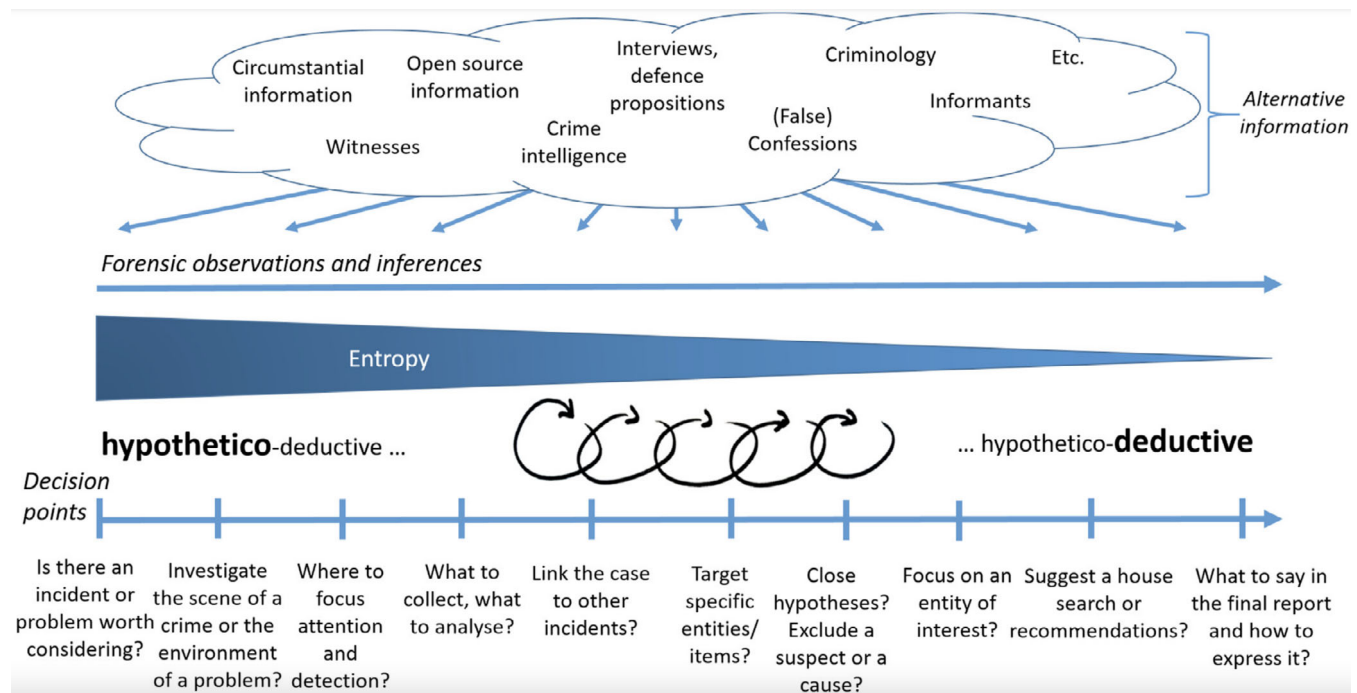 Circumstantial
information
Open source
information
Interviews,
defence
propositions
Criminology
Etc.
Witnesses
Crime
intelligence
(False)
Confessions
Informants
Alternative
information
Forensic observations and inferences
Entropy
hypothetico-deductive ...
... hypothetico-deductive
Decision
points
Is there an
incident or
problem worth
considering?
Investigate
the scene of a
crime or the
environment
of a problem?
Where to
focus
attention
and
detection?
What to
collect, what
to analyse?
Link the case
to other
incidents?
Target
specific
entities/
items?
Close
hypotheses?
Exclude a
suspect or a
cause?
Focus on an
entity of
interest?
Suggest a house
search or
recommendations?
What to say in
the final report
and how to
express it?